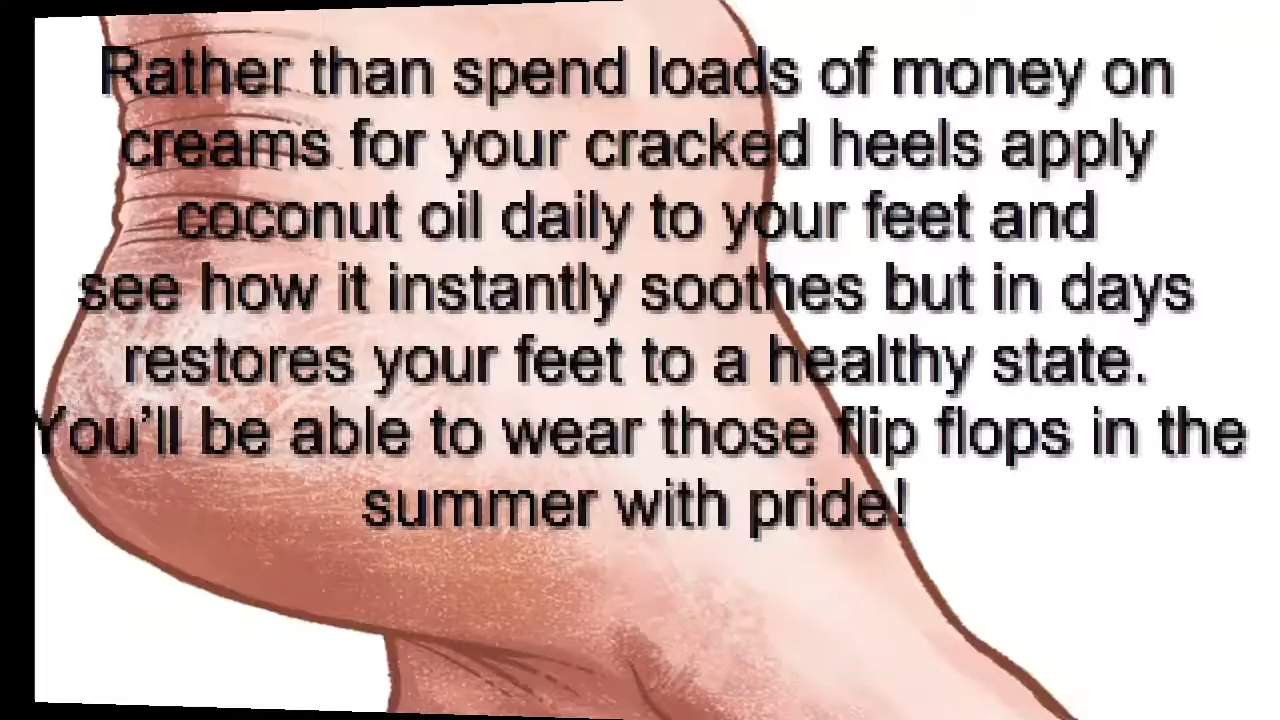 Rather than spend loads of money on
creams for your cracked heels apply
coconut oil daily to your feet and
see how it instantly soothes but in days
restores your feet to a healthy state.
You’ll be able to wear those flip flops in the
summer with pride!